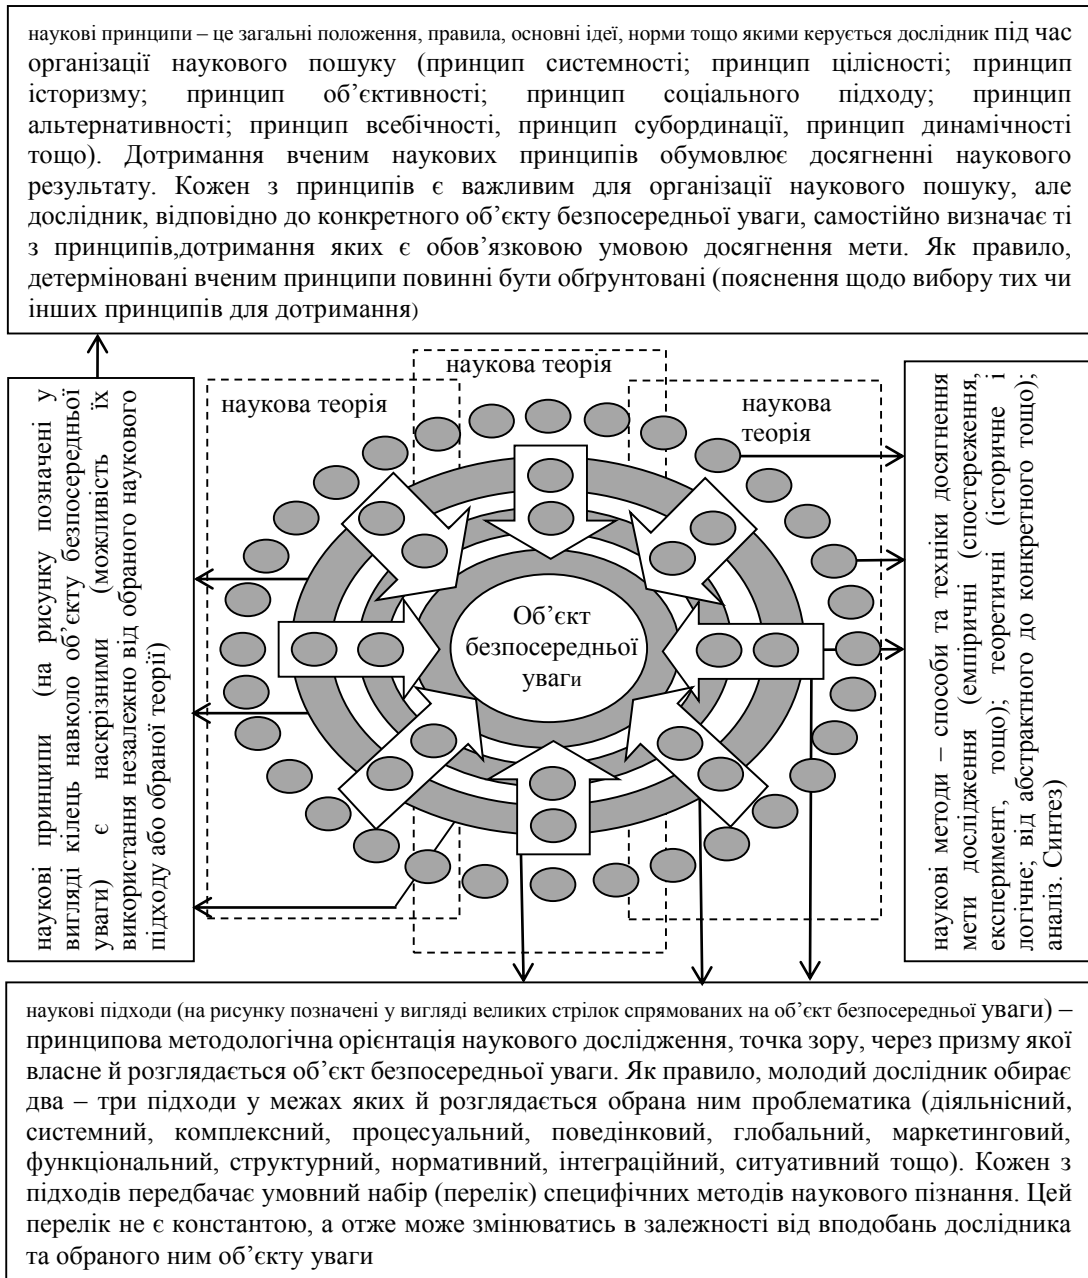 наукові принципи – це загальні положення, правила, основні ідеї, норми тощо якими керується дослідник під час
організації наукового пошуку (принцип системності; принцип цілісності; принцип
історизму; принцип об’єктивності; принцип соціального підходу; принцип
альтернативності; принцип всебічності, принцип субординації, принцип динамічності
тощо). Дотримання вченим наукових принципів обумовлює досягненні наукового
результату. Кожен з принципів є важливим для організації наукового пошуку, але
дослідник, відповідно до конкретного об’єкту безпосередньої уваги, самостійно визначає ті
з принципів,дотримання яких є обов’язковою умовою досягнення мети. Як правило,
детерміновані вченим принципи повинні бути обґрунтовані (пояснення щодо вибору тих чи
інших принципів для дотримання)
наукові принципи (на рисунку позначені у
вигляді кілець навколо об’єкту безпосередньої
уваги) є наскрізними (можливість їх
використання незалежно від обраного наукового
підходу або обраної теорії)
наукова теорія
наукова теорія
наукова
теорія
Об’єкт
безпосередньої
уваги
наукові методи – способи та техніки досягнення
мети дослідження (емпіричні (спостереження,
експеримент, тощо); теоретичні (історичне і
логічне; від абстрактного до конкретного тощо);
аналіз. Синтез)
наукові підходи (на рисунку позначені у вигляді великих стрілок спрямованих на об’єкт безпосередньої уваги) –
принципова методологічна орієнтація наукового дослідження, точка зору, через призму якої
власне й розглядається об’єкт безпосередньої уваги. Як правило, молодий дослідник обирає
два – три підходи у межах яких й розглядається обрана ним проблематика (діяльнісний,
системний, комплексний, процесуальний, поведінковий, глобальний, маркетинговий,
функціональний, структурний, нормативний, інтеграційний, ситуативний тощо). Кожен з
підходів передбачає умовний набір (перелік) специфічних методів наукового пізнання. Цей
перелік не є константою, а отже може змінюватись в залежності від вподобань дослідника
та обраного ним об’єкту уваги